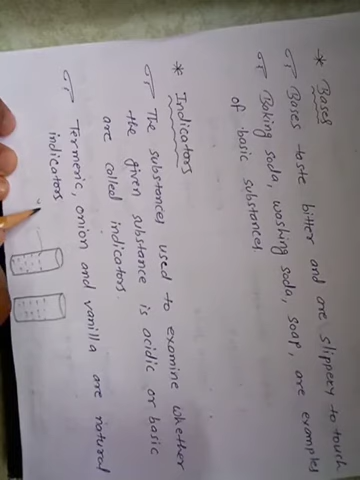 * Bases
Bases taste bitter and are slippery to touch
Baking soda, washing soda, soap, are examples
of basic substances
* Indicators
The substances used to examine whether
the given substance is acidic or basic
are called indicators.
Termeric, onion and vanilla are natural
indicators